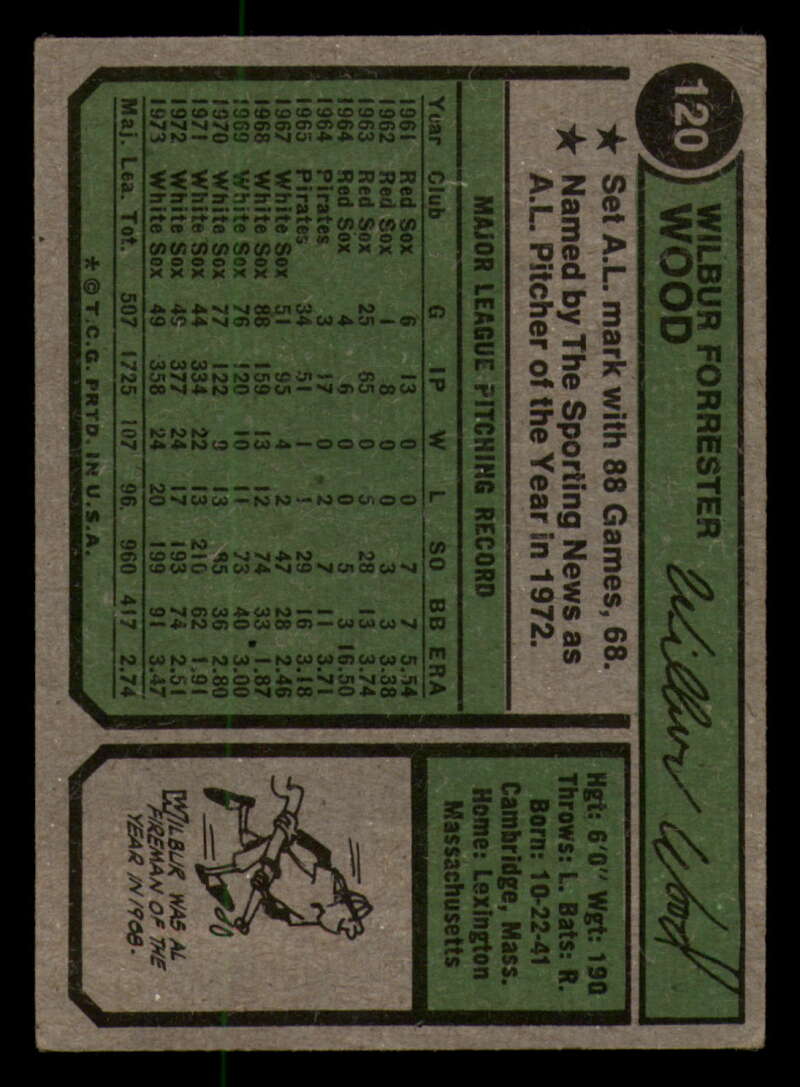 120
WILBUR FORRESTER
WOOD
Wilbur Wood
★ Set A.L. mark with 88 Games, 68.
★ Named by The Sporting News as
A.L. Pitcher of the Year in 1972.
MAJOR LEAGUE PITCHING RECORD
Year Club G IP W L SO BB ERA
1961 Red Sox 6 13 0 0 7 7 5.54
1962 Red Sox 1 8 0 0 3 3 3.38
1963 Red Sox 25 65 0 5 28 13 3.74
1964 Red Sox 4 6 0 0 5 3 16.50
1964 Pirates 3 17 0 2 7 11 3.71
1965 Pirates 34 51 1 1 29 16 3.18
1967 White Sox 51 95 4 2 47 28 2.46
1968 White Sox 88 159 13 12 74 33 1.87
1969 White Sox 76 120 10 11 73 40 3.00
1970 White Sox 77 122 9 13 85 36 2.80
1971 White Sox 44 334 22 13 210 62 1.91
1972 White Sox 49 377 24 17 193 74 2.51
1973 White Sox 49 358 24 20 199 91 3.47
Maj. Lea. Tot. 507 1725 107 96 960 417 2.74
* © T.C.G. PRTD. IN U.S.A.
Hgt: 6'0" Wgt: 190
Throws: L. Bats: R.
Born: 10-22-41
Cambridge, Mass.
Home: Lexington
Massachusetts
WILBUR WAS AL
FIREMAN OF THE
YEAR IN 1968.